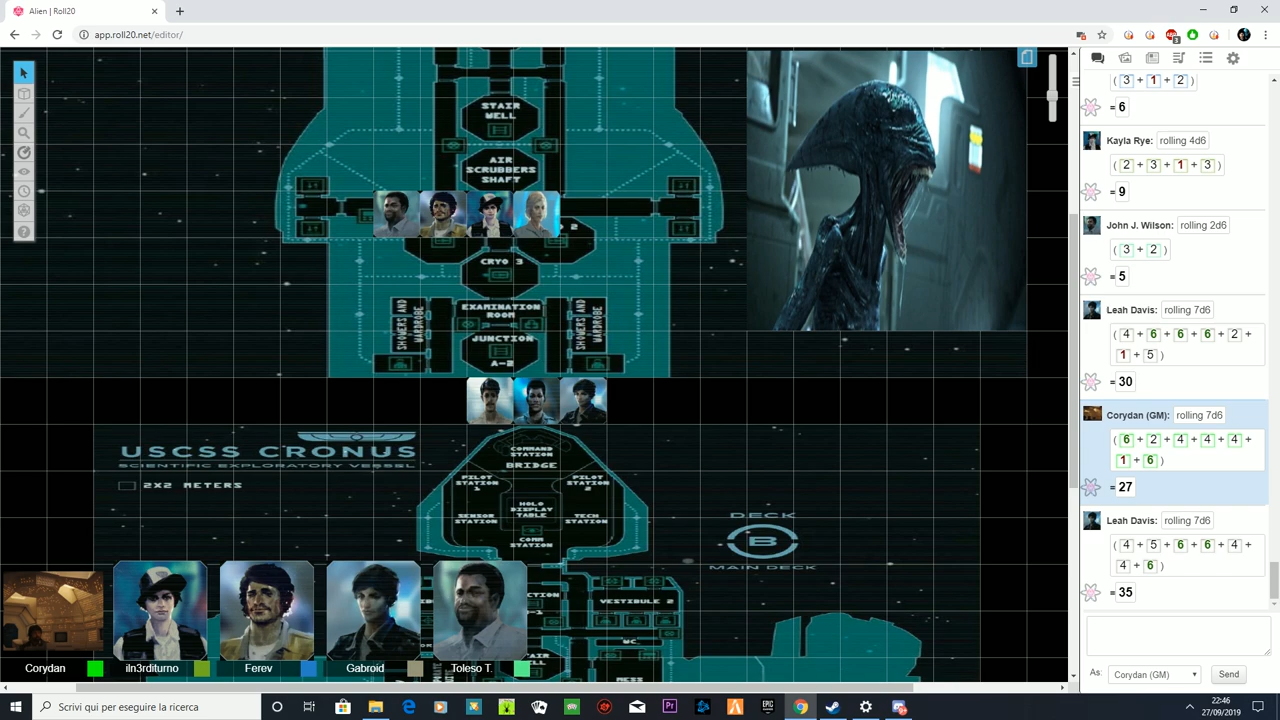 Alien | Roll20
app.roll20.net/editor/
STAIR
WELL
AIR
SCRUBBERS
SHAFT
2
CRYO 3
SHOWERS AND
WARDROBE
EXAMINATION
ROOM
SHOWERS AND
WARDROBE
JUNCTION
A-2
USCSS CRONUS
SCIENTIFIC EXPLORATORY VESSEL
2X2 METERS
COMMAND
STATION
BRIDGE
PILOT
STATION
1
PILOT
STATION
2
HOLO
DISPLAY
TABLE
SENSOR
STATION
TECH
STATION
COMM
STATION
DECK
B
MAIN DECK
VESTIBULE 2
WC
MESS
Corydan
iln3rditurno
Ferev
Gabroid
Toleso T.
( 3 + 1 + 2 )
= 6
Kayla Rye: rolling 4d6
( 2 + 3 + 1 + 3 )
= 9
John J. Wilson: rolling 2d6
( 3 + 2 )
= 5
Leah Davis: rolling 7d6
( 4 + 6 + 6 + 6 + 2 +
1 + 5 )
= 30
Corydan (GM): rolling 7d6
( 6 + 2 + 4 + 4 + 4 +
1 + 6 )
= 27
Leah Davis: rolling 7d6
( 4 + 5 + 6 + 6 + 4 +
4 + 6 )
= 35
As: Corydan (GM) Send
Scrivi qui per eseguire la ricerca
22:46
27/09/2019